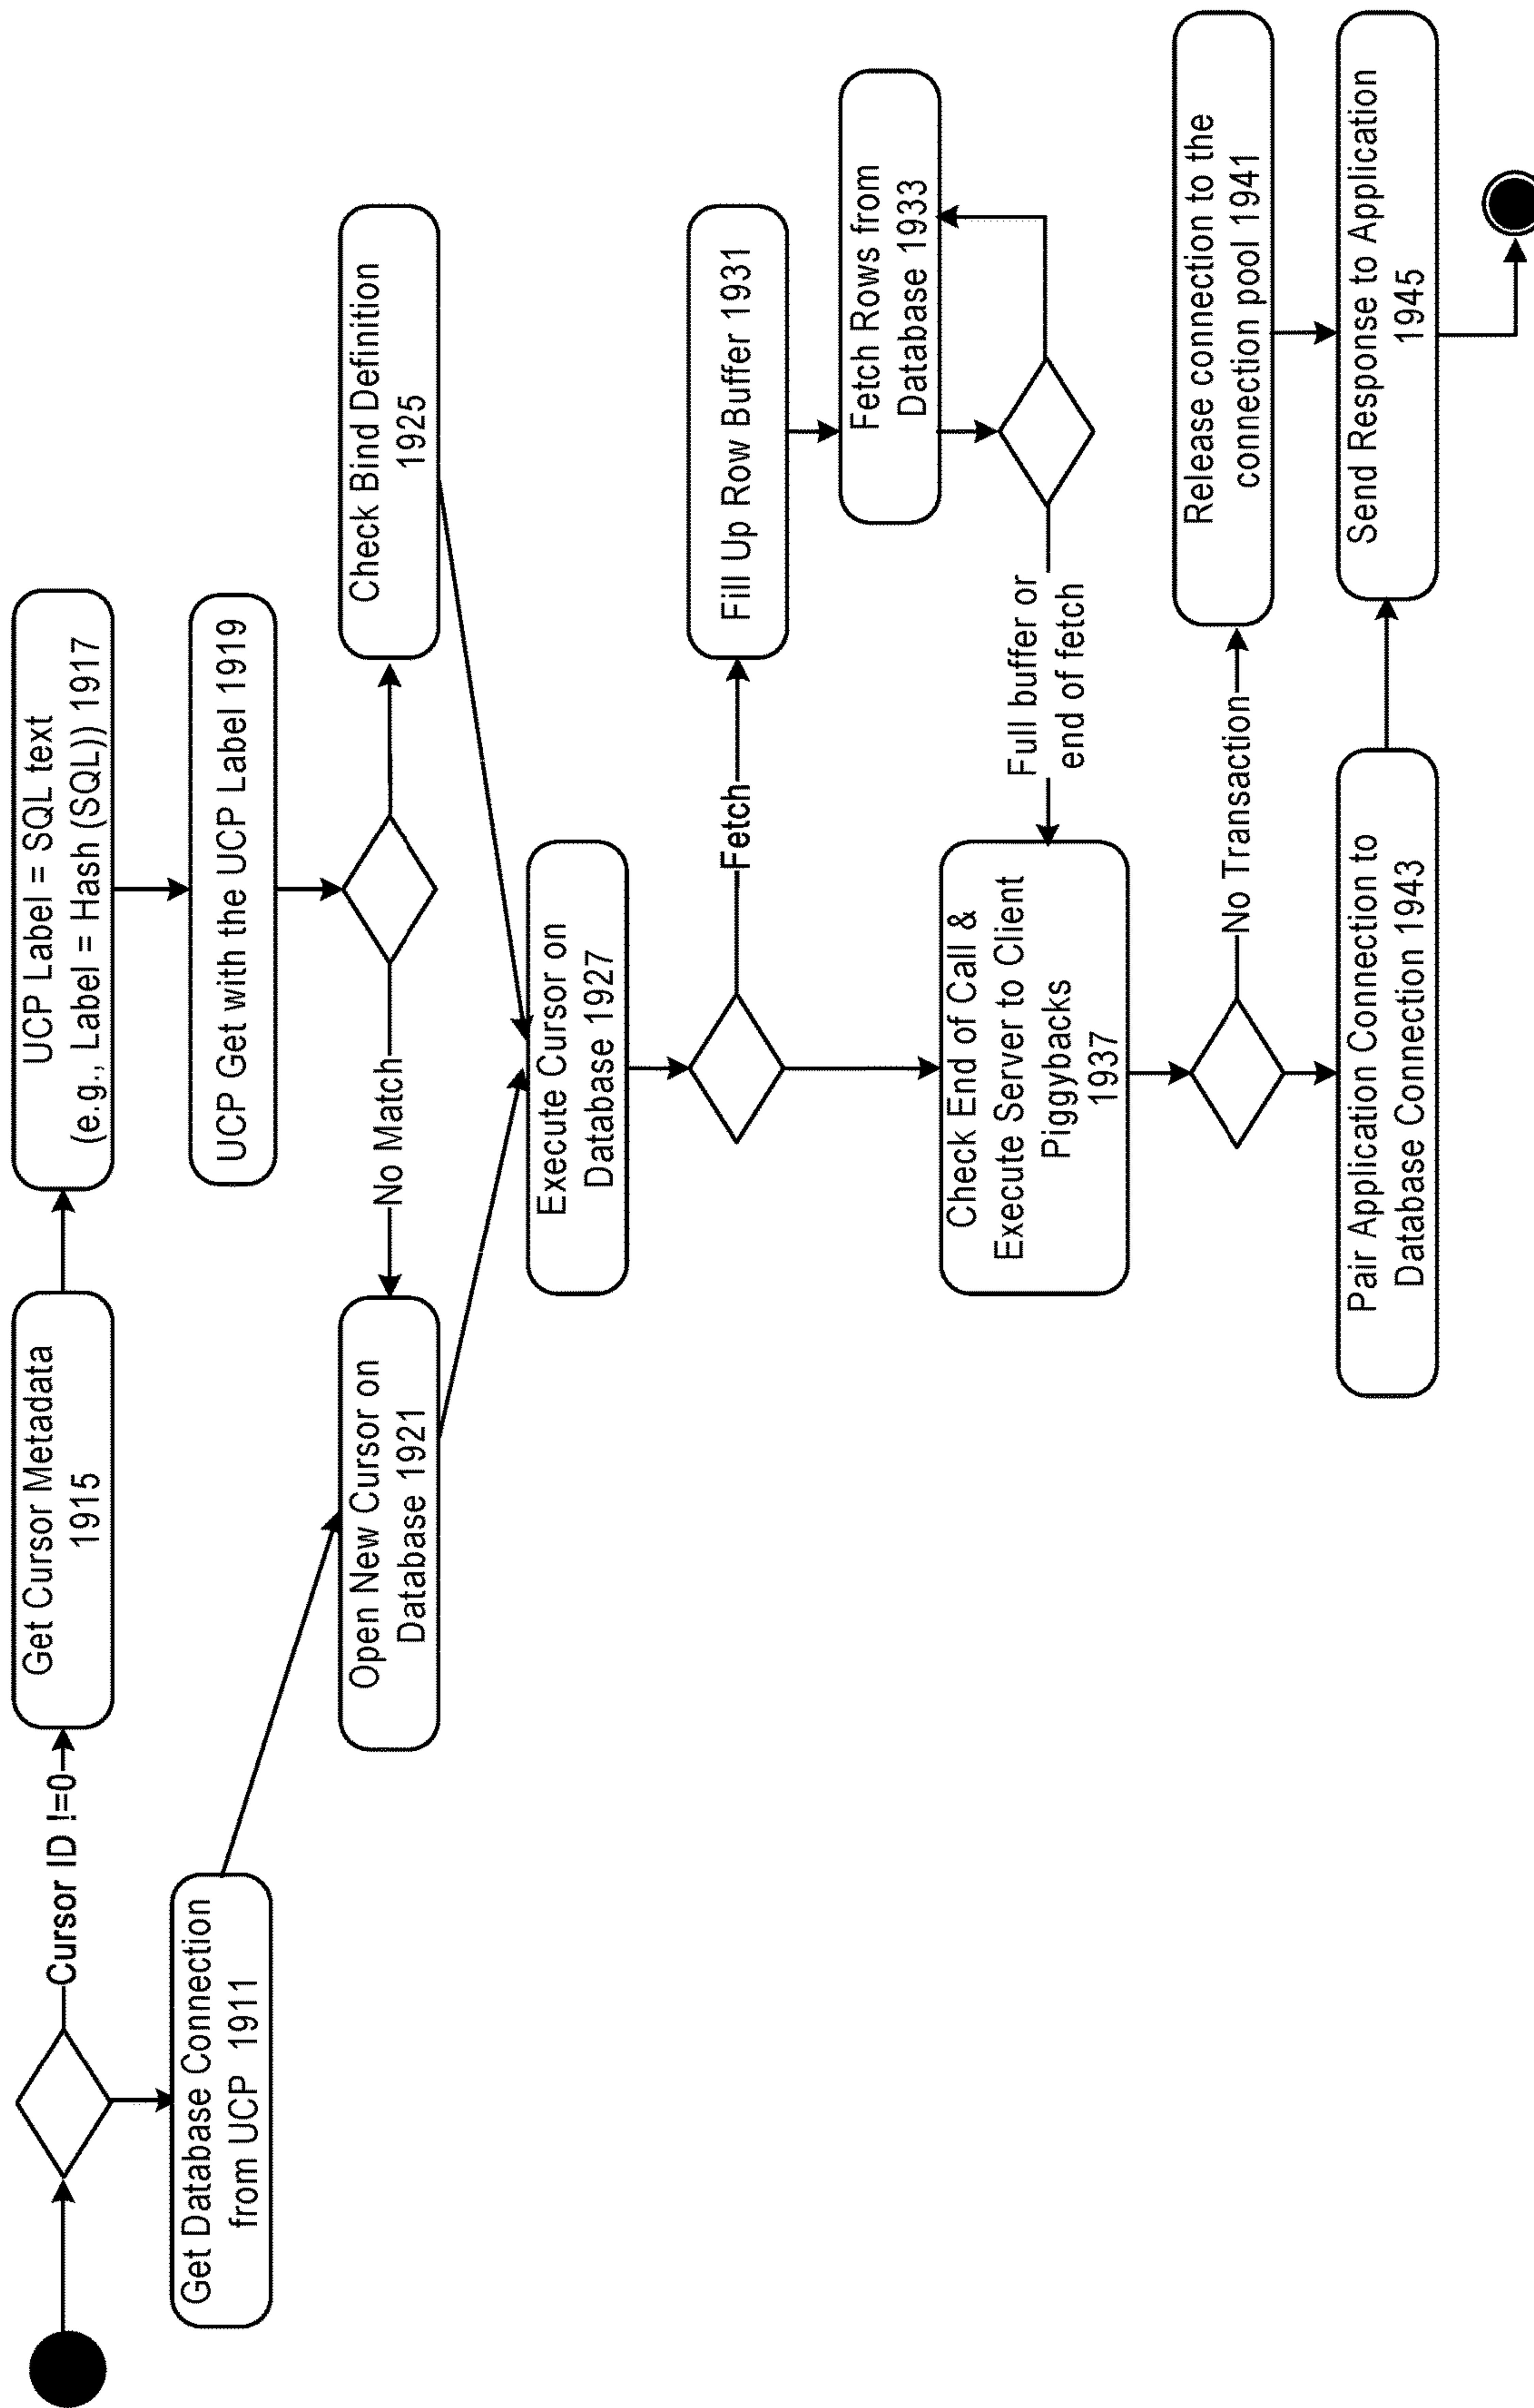 Cursor ID !=0
Get Cursor Metadata
1915
UCP Label = SQL text
(e.g., Label = Hash (SQL)) 1917
Get Database Connection
from UCP 1911
UCP Get with the UCP Label 1919
Open New Cursor on
Database 1921
No Match
Check Bind Definition
1925
Execute Cursor on
Database 1927
Fetch
Fill Up Row Buffer 1931
Fetch Rows from
Database 1933
Full buffer or
end of fetch
Check End of Call &
Execute Server to Client
Piggybacks
1937
No Transaction
Release connection to the
connection pool 1941
Pair Application Connection to
Database Connection 1943
Send Response to Application
1945